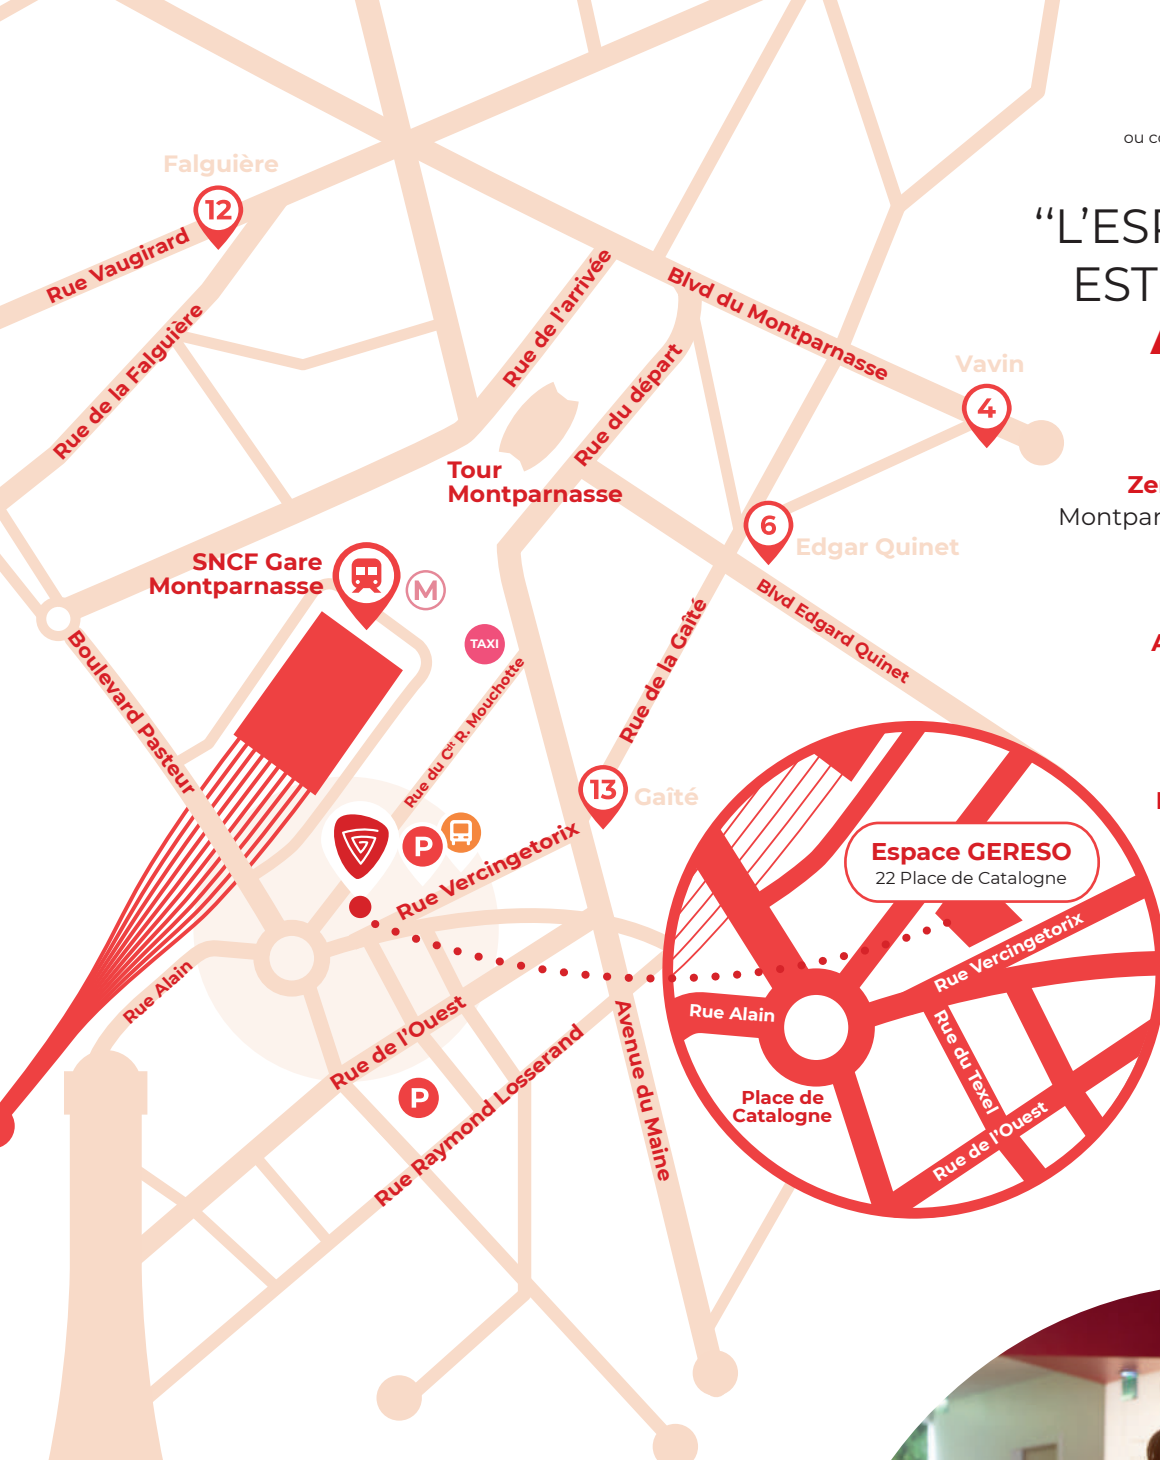 ou
Falguière
12
Rue Vaugirard
“L’ESP
EST
Rue de l’arrivée
Blvd du Montparnasse
Rue de la Falguière
Rue du départ
Vavin
4
Tour
Montparnasse
Montpar
6
Edgar Quinet
SNCF Gare
Montparnasse
M
TAXI
Blvd Edgard Quinet
Rue de la Gaîté
Boulevard Pasteur
Rue du Cdt R. Mouchotte
13
Gaîté
P
Rue Vercingetorix
Espace GERESO
22 Place de Catalogne
Rue Vercingetorix
Rue Alain
Rue Alain
Rue de l’Ouest
Avenue du Maine
Rue du Texel
P
Rue Raymond Losserand
Place de
Catalogne
Rue de l’Ouest